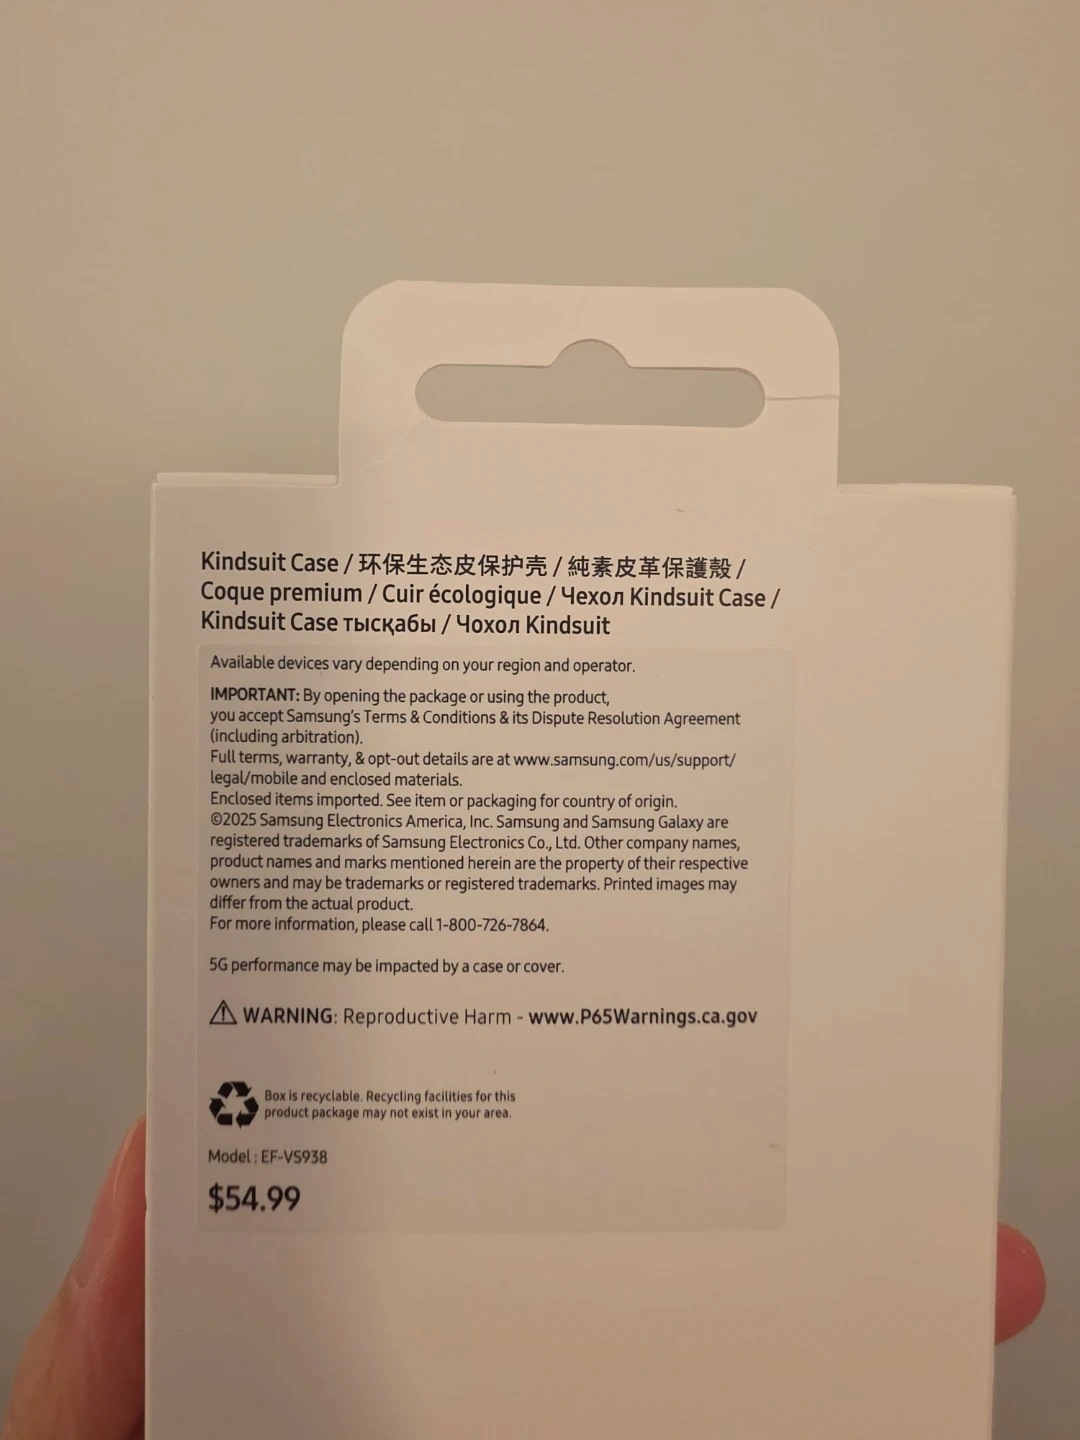 Kindsuit Case / 环保生态皮保护壳 / 純素皮革保護殼 /
Coque premium / Cuir écologique / Чехол Kindsuit Case /
Kindsuit Case тысқабы / Чохол Kindsuit
Available devices vary depending on your region and operator.
IMPORTANT: By opening the package or using the product,
you accept Samsung's Terms & Conditions & its Dispute Resolution Agreement
(including arbitration).
Full terms, warranty, & opt-out details are at www.samsung.com/us/support/
legal/mobile and enclosed materials.
Enclosed items imported. See item or packaging for country of origin.
©2025 Samsung Electronics America, Inc. Samsung and Samsung Galaxy are
registered trademarks of Samsung Electronics Co., Ltd. Other company names,
product names and marks mentioned herein are the property of their respective
owners and may be trademarks or registered trademarks. Printed images may
differ from the actual product.
For more information, please call 1-800-726-7864.
5G performance may be impacted by a case or cover.
WARNING: Reproductive Harm - www.P65Warnings.ca.gov
Box is recyclable. Recycling facilities for this
product package may not exist in your area.
Model : EF-VS938
$54.99